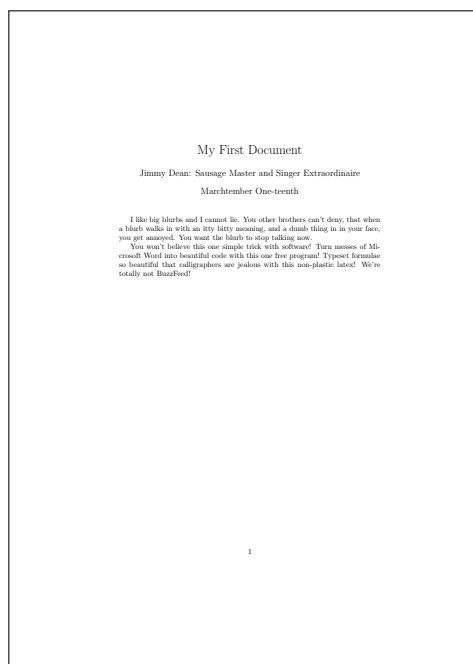 My First Document
Jimmy Dean: Sausage Master and Singer Extraordinaire
Marchtember One-teenth
I like big blurbs and I cannot lie. You other brothers can't deny, that when
a blurb walks in with an itty bitty meaning, and a dumb thing in in your face,
you get annoyed. You want the blurb to stop talking now.
You won't believe this one simple trick with software! Turn messes of Mi-
crosoft Word into beautiful code with this one free program! Typeset formulae
so beautiful that calligraphers are jealous with this non-plastic latex! We're
totally not BuzzFeed!
1